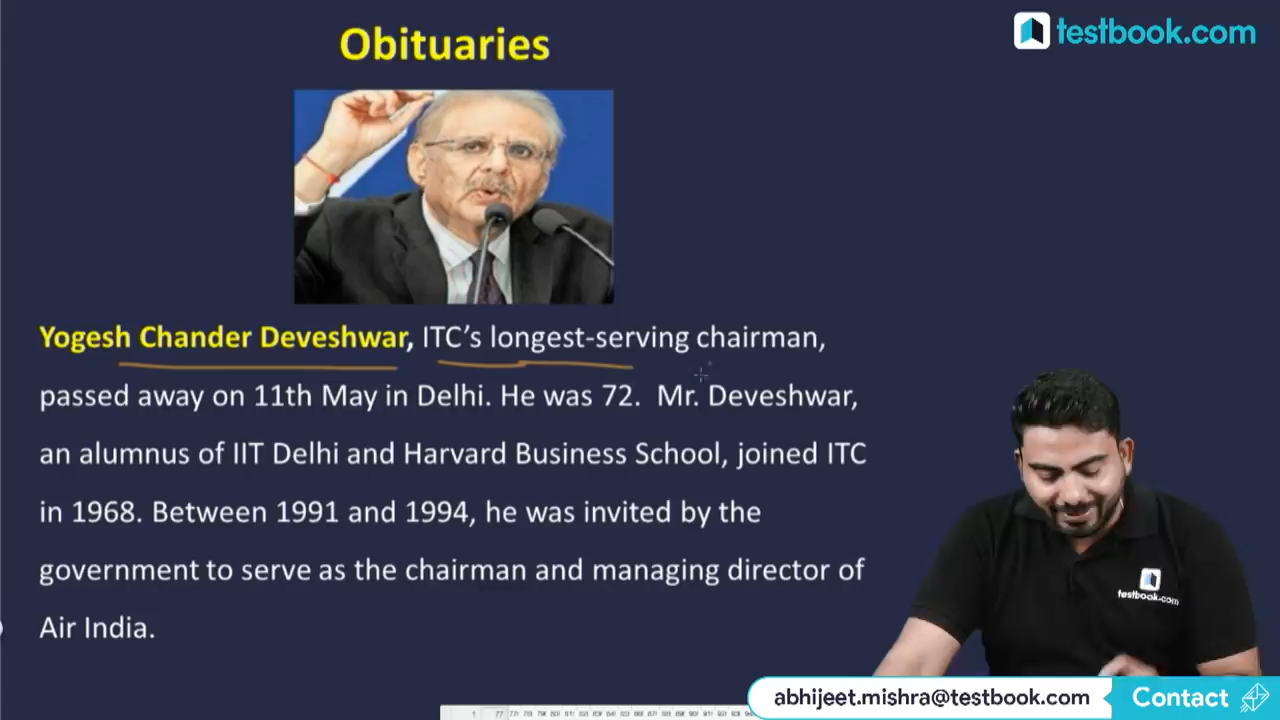 Obituaries
testbook.com
Yogesh Chander Deveshwar, ITC’s longest-serving chairman,
passed away on 11th May in Delhi. He was 72. Mr. Deveshwar,
an alumnus of IIT Delhi and Harvard Business School, joined ITC
in 1968. Between 1991 and 1994, he was invited by the
government to serve as the chairman and managing director of
Air India.
testbook.com
abhijeet.mishra@testbook.com
Contact